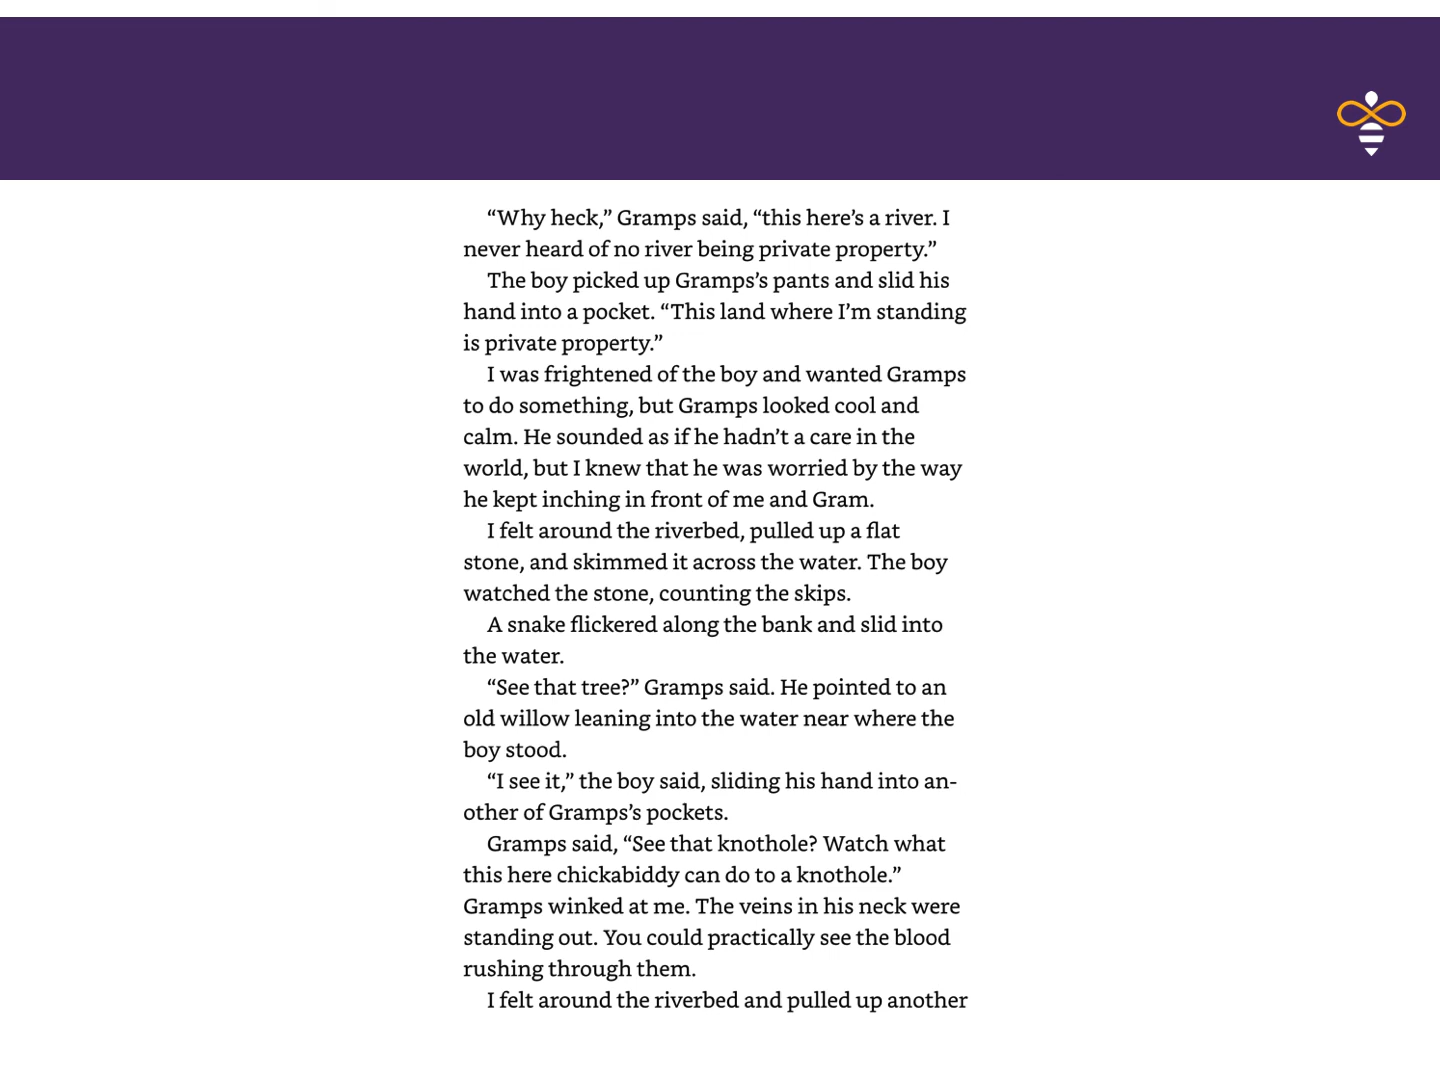 “Why heck,” Gramps said, “this here’s a river. I
never heard of no river being private property.”
The boy picked up Gramps’s pants and slid his
hand into a pocket. “This land where I’m standing
is private property.”
I was frightened of the boy and wanted Gramps
to do something, but Gramps looked cool and
calm. He sounded as if he hadn’t a care in the
world, but I knew that he was worried by the way
he kept inching in front of me and Gram.
I felt around the riverbed, pulled up a flat
stone, and skimmed it across the water. The boy
watched the stone, counting the skips.
A snake flickered along the bank and slid into
the water.
“See that tree?” Gramps said. He pointed to an
old willow leaning into the water near where the
boy stood.
“I see it,” the boy said, sliding his hand into an-
other of Gramps’s pockets.
Gramps said, “See that knothole? Watch what
this here chickabiddy can do to a knothole.”
Gramps winked at me. The veins in his neck were
standing out. You could practically see the blood
rushing through them.
I felt around the riverbed and pulled up another